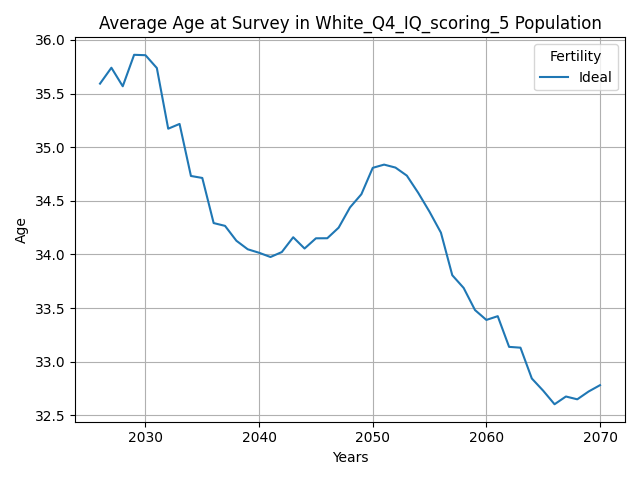 Average Age at Survey in White_Q4_IQ_scoring_5 Population
Fertility
Ideal
36.0
35.5
35.0
34.5
34.0
33.5
33.0
32.5
Age
2030 2040 2050 2060 2070
Years